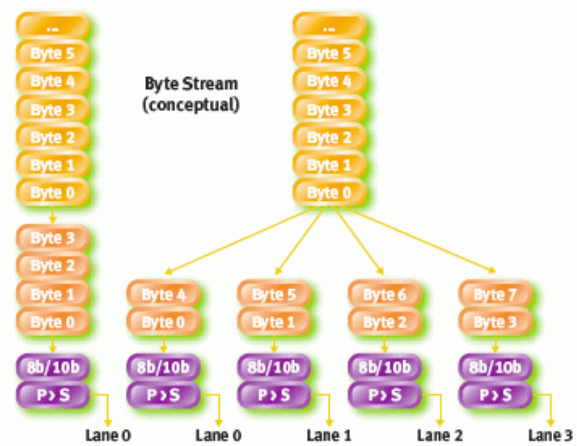 ...
Byte 5
Byte 4
Byte 3
Byte 2
Byte 1
Byte 0
Byte Stream
(conceptual)
...
Byte 5
Byte 4
Byte 3
Byte 2
Byte 1
Byte 0
Byte 3
Byte 2
Byte 1
Byte 0
8b/10b
P›S
Lane 0
Byte 4
Byte 0
8b/10b
P›S
Lane 0
Byte 5
Byte 1
8b/10b
P›S
Lane 1
Byte 6
Byte 2
8b/10b
P›S
Lane 2
Byte 7
Byte 3
8b/10b
P›S
Lane 3